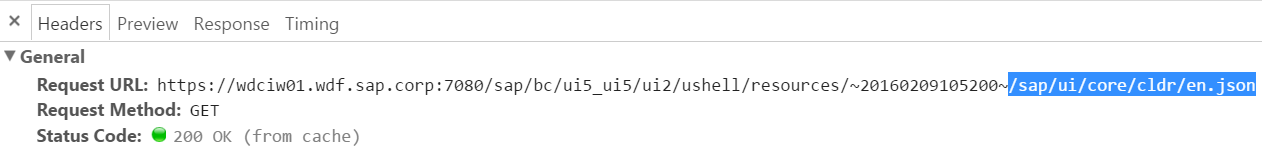 × Headers Preview Response Timing
▼ General
Request URL: https://wdciw01.wdf.sap.corp:7080/sap/bc/ui5_ui5/ui2/ushell/resources/~20160209105200~/sap/ui/core/cldr/en.json
Request Method: GET
Status Code: 200 OK (from cache)